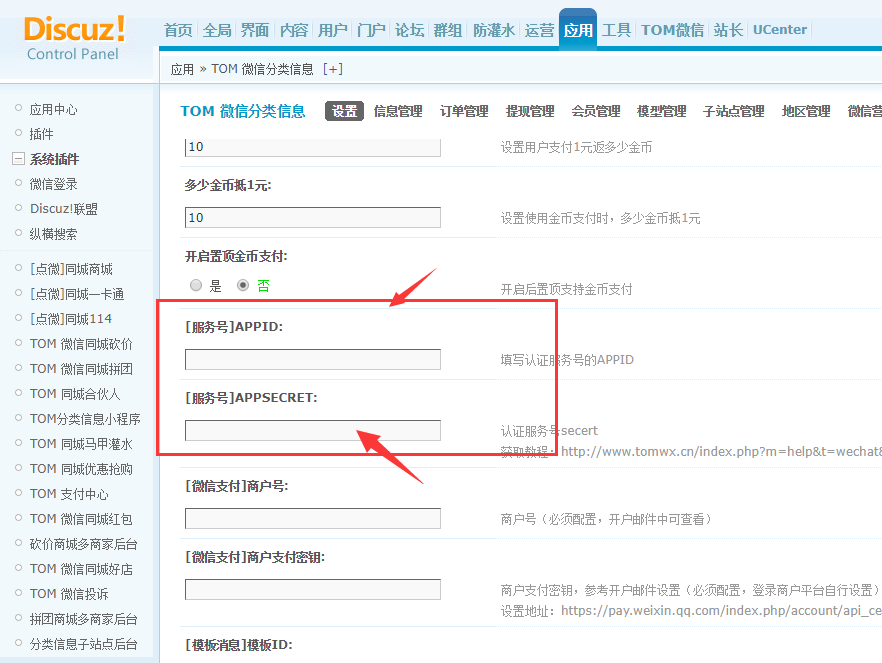 Discuz!
Control Panel
首页 全局 界面 内容 用户 门户 论坛 群组 防灌水 运营 应用 工具 TOM微信 站长 UCenter
应用 » TOM 微信分类信息 [+]
应用中心
插件
系统插件
微信登录
Discuz!联盟
纵横搜索
[点微]同城商城
[点微]同城一卡通
[点微]同城114
TOM 微信同城砍价
TOM 微信同城拼团
TOM 同城合伙人
TOM分类信息小程序
TOM 同城马甲灌水
TOM 同城优惠抢购
TOM 支付中心
TOM 微信同城红包
砍价商城多商家后台
TOM 微信同城好店
TOM 微信投诉
拼团商城多商家后台
分类信息子站点后台
TOM 微信分类信息 设置 信息管理 订单管理 提现管理 会员管理 模型管理 子站点管理 地区管理 微信营
10 设置用户支付1元返多少金币
多少金币抵1元:
10 设置使用金币支付时，多少金币抵1元
开启置顶金币支付:
是 否 开启后置顶支持金币支付
[服务号]APPID:
填写认证服务号的APPID
[服务号]APPSECRET:
认证服务号secert
获取教程：http://www.tomwx.cn/index.php?m=help&t=wechat&
[微信支付]商户号:
商户号（必须配置，开户邮件中可查看）
[微信支付]商户支付密钥:
商户支付密钥，参考开户邮件设置（必须配置，登录商户平台自行设置）
设置地址：https://pay.weixin.qq.com/index.php/account/api_ce
[模板消息]模板ID: